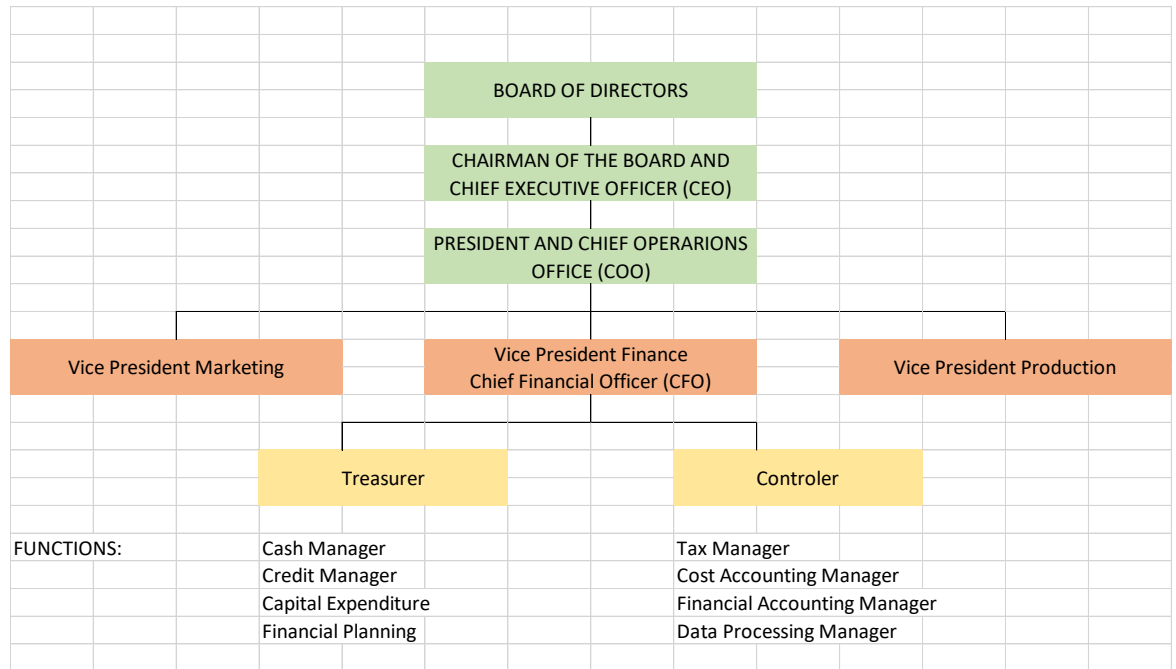 BOARD OF DIRECTORS
CHAIRMAN OF THE BOARD AND
CHIEF EXECUTIVE OFFICER (CEO)
PRESIDENT AND CHIEF OPERARIONS
OFFICE (COO)
Vice President Marketing
Vice President Finance
Chief Financial Officer (CFO)
Vice President Production
Treasurer
Controler
FUNCTIONS:
Cash Manager
Credit Manager
Capital Expenditure
Financial Planning
Tax Manager
Cost Accounting Manager
Financial Accounting Manager
Data Processing Manager